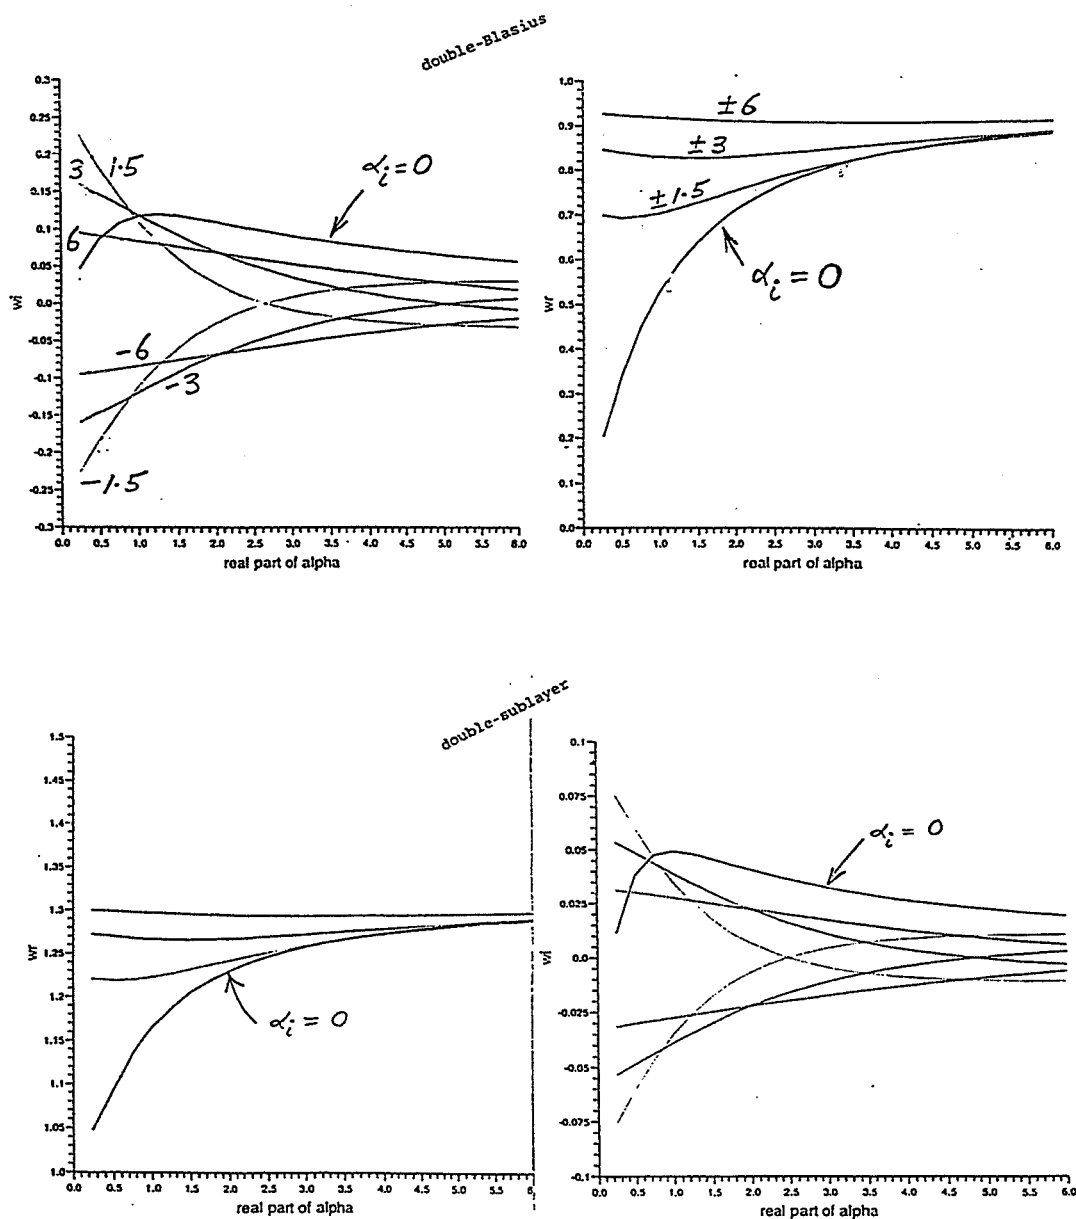 double-Blasius
0.3
0.25
0.2
0.15
0.1
0.05
0.0
-0.05
-0.1
-0.15
-0.2
-0.25
-0.3
wi
3
1.5
6
αi=0
-6
-3
-1.5
0.0 0.5 1.0 1.5 2.0 2.5 3.0 3.5 4.0 4.5 5.0 5.5 6.0
real part of alpha
1.0
0.9
0.8
0.7
0.6
0.5
0.4
0.3
0.2
0.1
0.0
wr
±6
±3
±1.5
αi=0
0.0 0.5 1.0 1.5 2.0 2.5 3.0 3.5 4.0 4.5 5.0 5.5 6.0
real part of alpha
double-sublayer
1.5
1.45
1.4
1.35
1.3
1.25
1.2
1.15
1.1
1.05
1.0
wr
αi=0
0.0 0.5 1.0 1.5 2.0 2.5 3.0 3.5 4.0 4.5 5.0 5.5 6
real part of alpha
0.1
0.075
0.05
0.025
0.0
-0.025
-0.05
-0.075
-0.1
wi
αi=0
0.0 0.5 1.0 1.5 2.0 2.5 3.0 3.5 4.0 4.5 5.0 5.5 6.0
real part of alpha